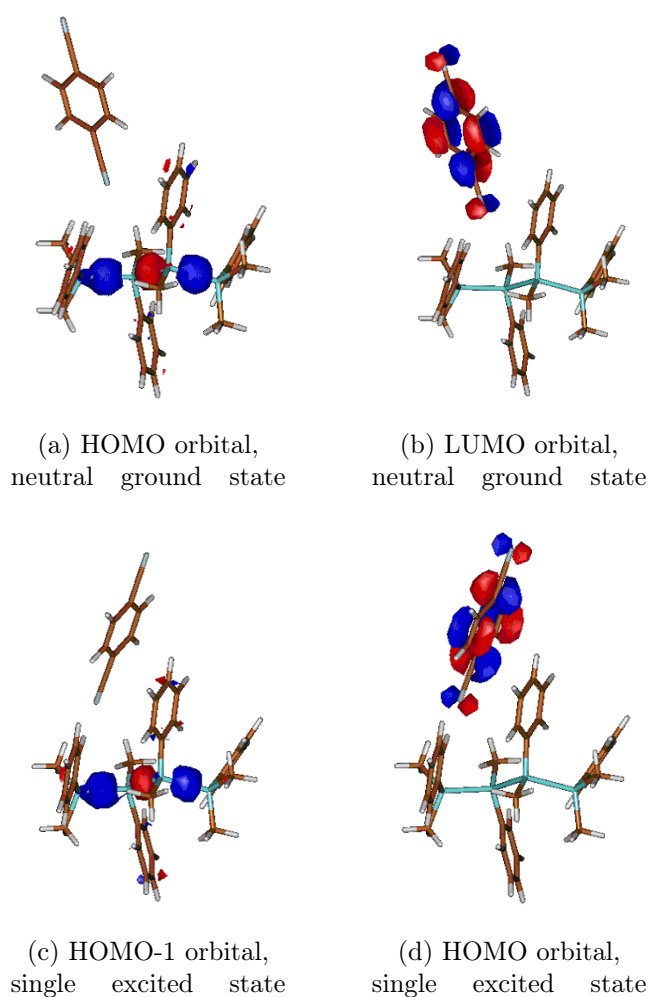 (a) HOMO orbital,
neutral ground state
(b) LUMO orbital,
neutral ground state
(c) HOMO-1 orbital,
single excited state
(d) HOMO orbital,
single excited state